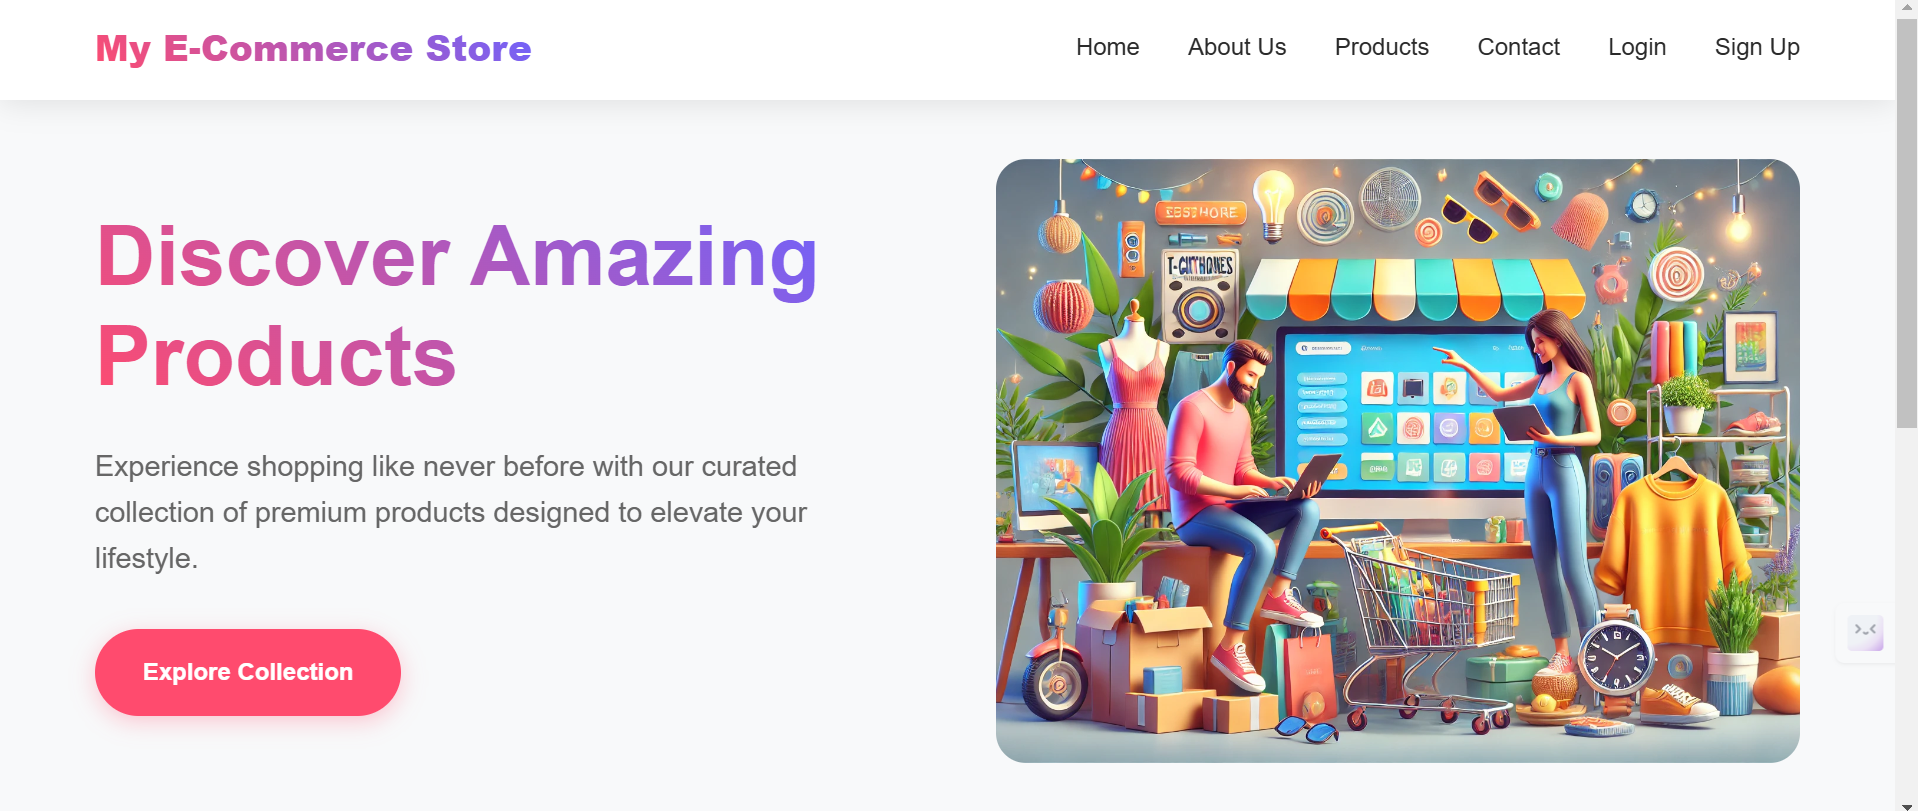 My E-Commerce Store
Home About Us Products Contact Login Sign Up
Discover Amazing
Products
Experience shopping like never before with our curated
collection of premium products designed to elevate your
lifestyle.
Explore Collection